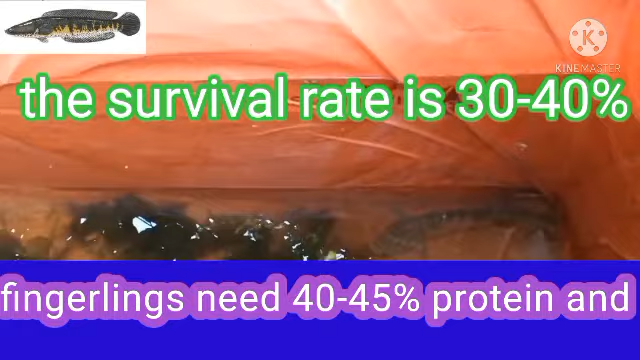 KINEMASTER
the survival rate is 30-40%
fingerlings need 40-45% protein and